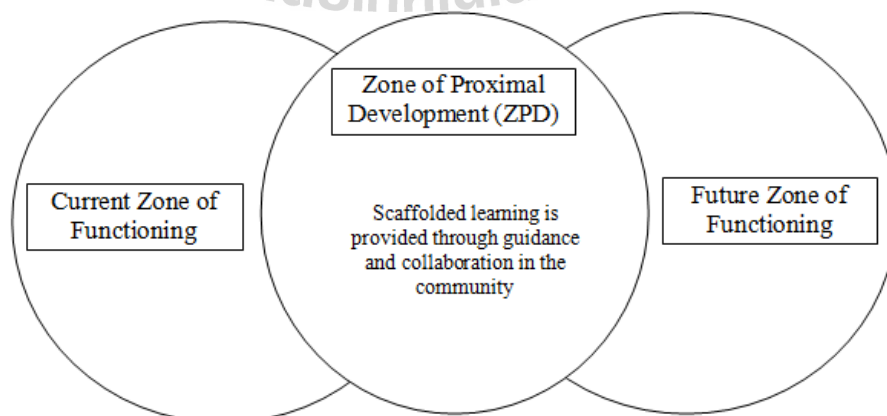 Zone of Proximal
Development (ZPD)
Current Zone of
Functioning
Scaffolded learning is
provided through guidance
and collaboration in the
community
Future Zone of
Functioning